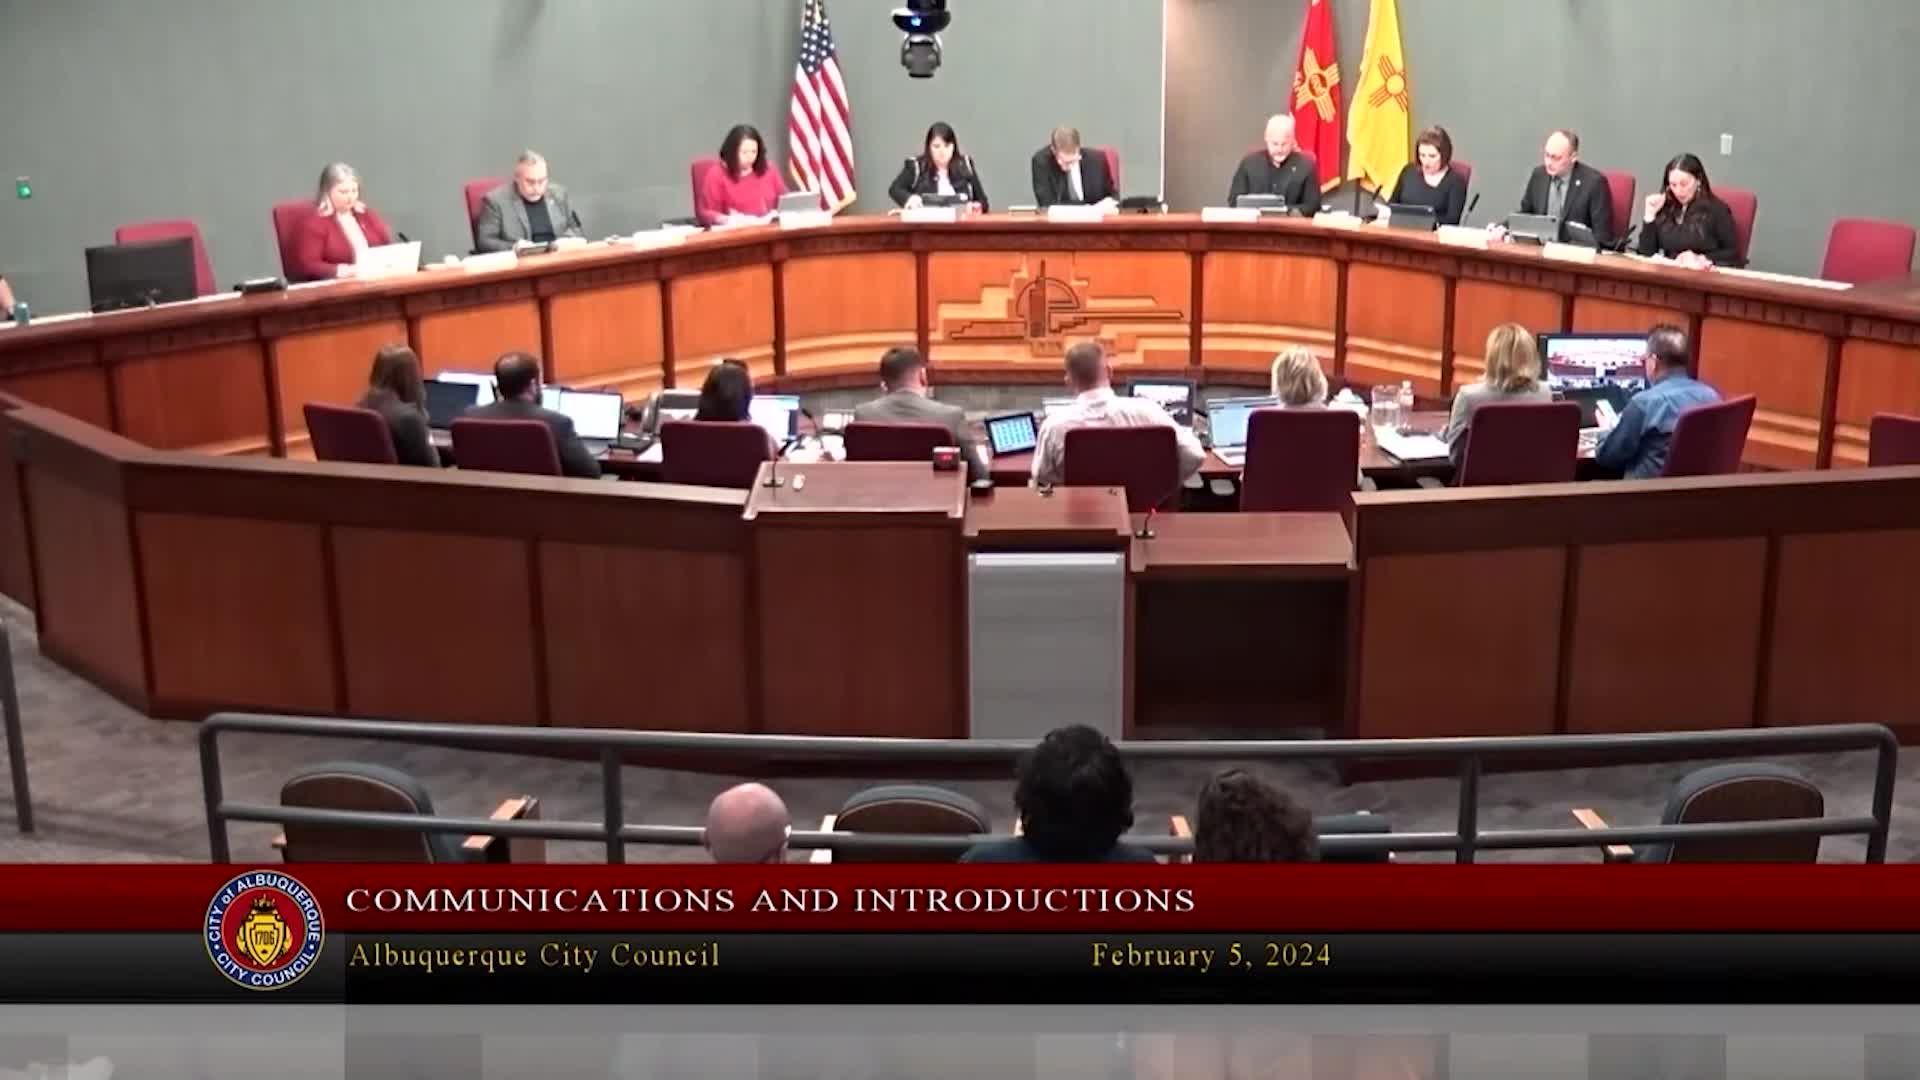 COMMUNICATIONS AND INTRODUCTIONS
Albuquerque City Council
February 5, 2024
CITY of ALBUQUERQUE
1706
CITY COUNCIL